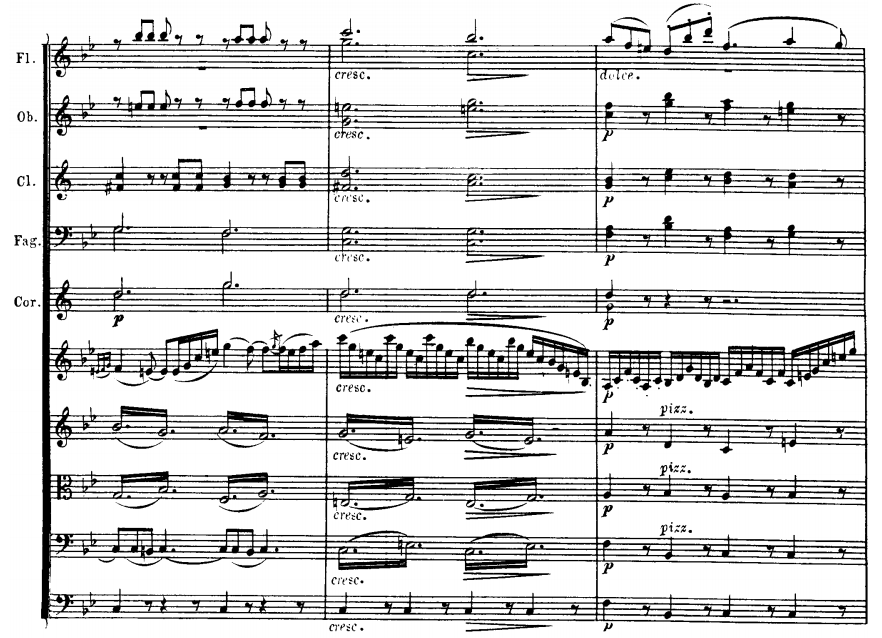 Fl.
cresc.
dolce.
Ob.
cresc.
p
Cl.
cresc.
p
Fag.
cresc.
p
Cor.
p
cresc.
p
cresc.
p
pizz.
cresc.
p
pizz.
cresc.
p
pizz.
cresc.
p
cresc.
p